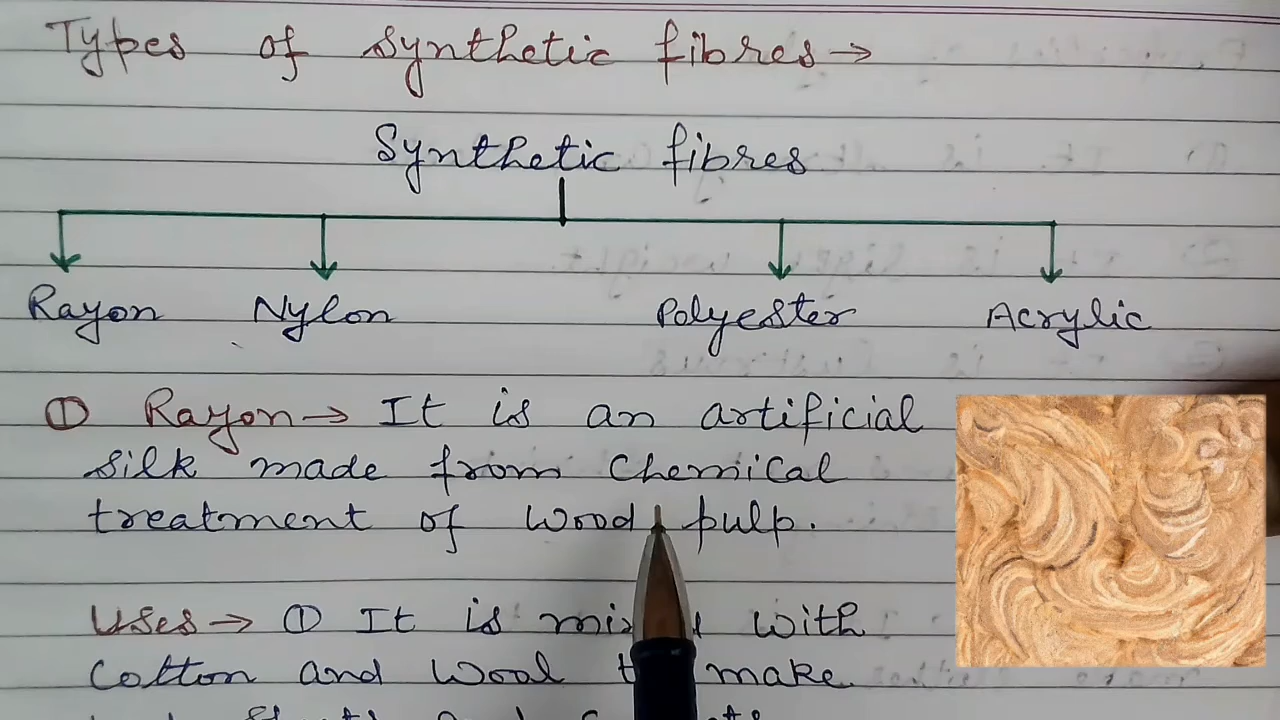 Types of synthetic fibres→
Synthetic fibres
Rayon Nylon Polyester Acrylic
① Rayon→ It is an artificial
silk made from Chemical
treatment of Wood pulp.
Uses→ ① It is with
Cotton and Wool make